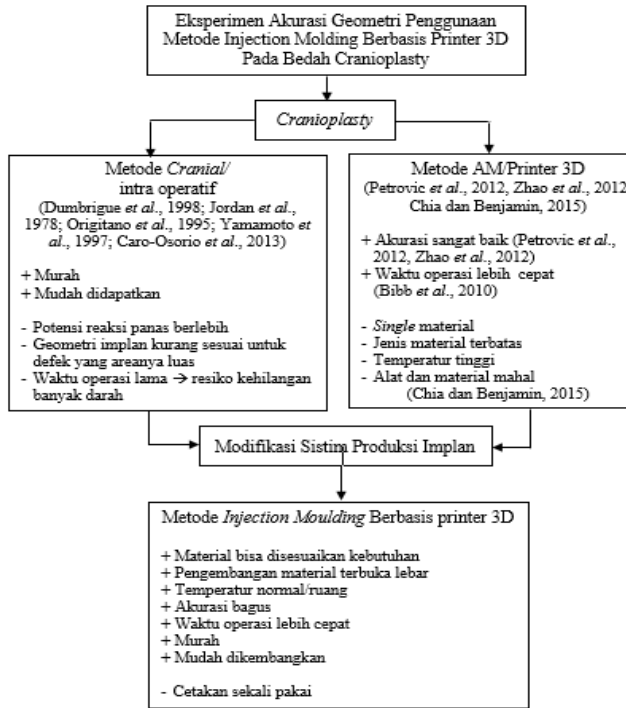 Eksperimen Akurasi Geometri Penggunaan
Metode Injection Molding Berbasis Printer 3D
Pada Bedah Cranioplasty
Cranioplasty
Metode Cranial/
intra operatif
(Dumbrigue et al., 1998; Jordan et al.,
1978; Origitano et al., 1995; Yamamoto et
al., 1997; Caro-Osorio et al., 2013)
+ Murah
+ Mudah didapatkan
- Potensi reaksi panas berlebih
- Geometri implan kurang sesuai untuk
defek yang areanya luas
- Waktu operasi lama → resiko kehilangan
banyak darah
Metode AM/Printer 3D
(Petrovic et al., 2012, Zhao et al., 2012
Chia dan Benjamin, 2015)
+ Akurasi sangat baik (Petrovic et al.,
2012, Zhao et al., 2012)
+ Waktu operasi lebih cepat
(Bibb et al., 2010)
- Single material
- Jenis material terbatas
- Temperatur tinggi
- Alat dan material mahal
(Chia dan Benjamin, 2015)
Modifikasi Sistim Produksi Implan
Metode Injection Moulding Berbasis printer 3D
+ Material bisa disesuaikan kebutuhan
+ Pengembangan material terbuka lebar
+ Temperatur normal/ruang
+ Akurasi bagus
+ Waktu operasi lebih cepat
+ Murah
+ Mudah dikembangkan
- Cetakan sekali pakai